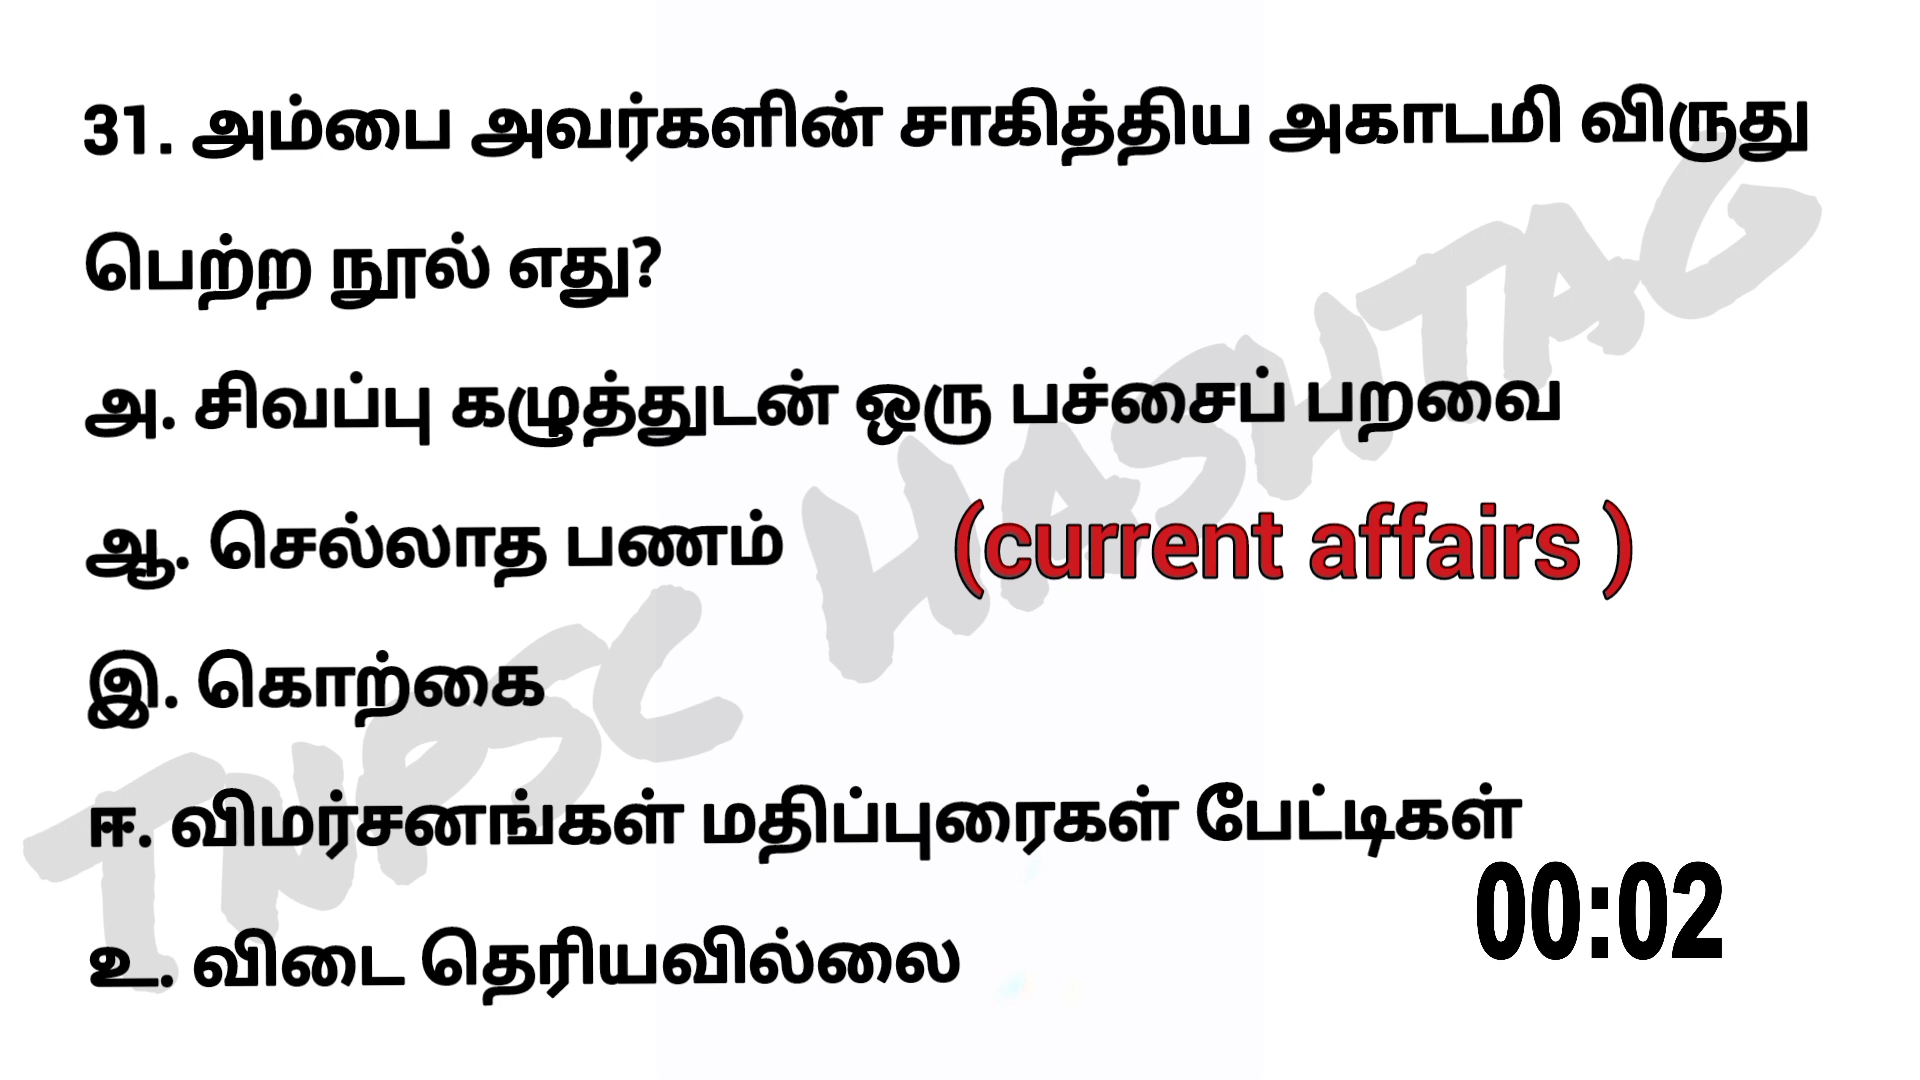 31. அம்பை அவர்களின் சாகித்திய அகாடமி விருது
பெற்ற நூல் எது?
அ. சிவப்பு கழுத்துடன் ஒரு பச்சைப் பறவை
ஆ. செல்லாத பணம்
(current affairs )
இ. கொற்கை
ஈ. விமர்சனங்கள் மதிப்புரைகள் பேட்டிகள்
உ. விடை தெரியவில்லை
00:02
TNPSC HASHTAG